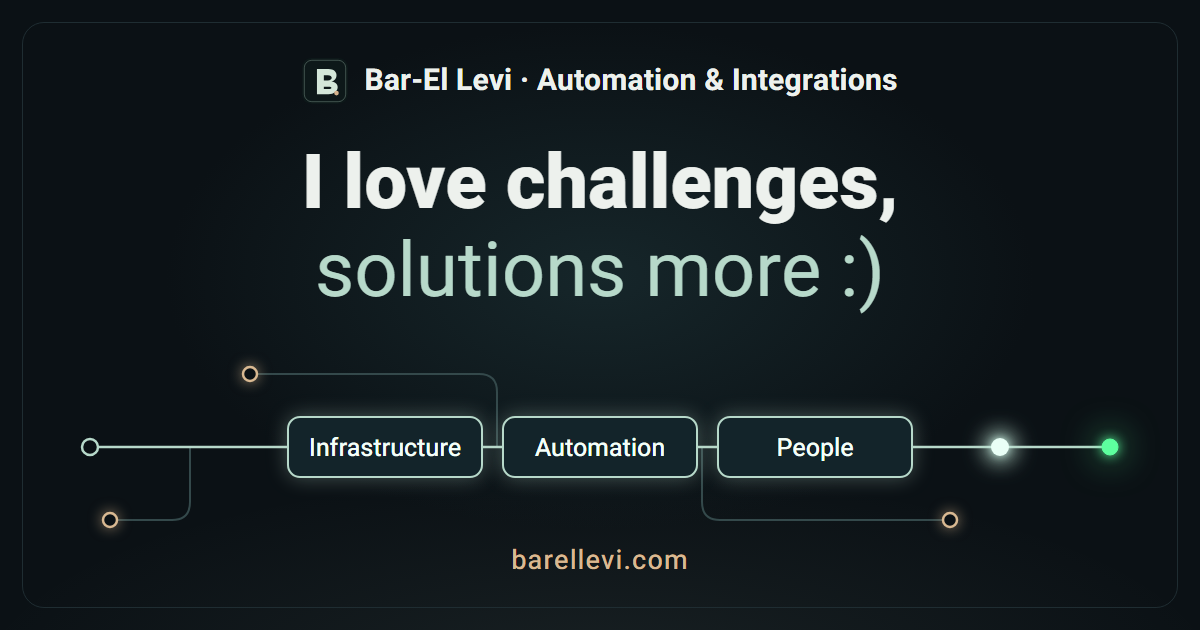 B.
Bar-El Levi · Automation & Integrations
I love challenges,
solutions more :)
Infrastructure
Automation
People
barellevi.com